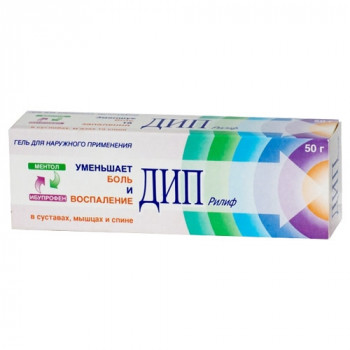 ГЕЛЬ ДЛЯ НАРУЖНОГО ПРИМЕНЕНИЯ
50 г
МЕНТОЛ
ИБУПРОФЕН
УМЕНЬШАЕТ
БОЛЬ И
ВОСПАЛЕНИЕ
в суставах, мышцах и спине
ДИП
Рилиф